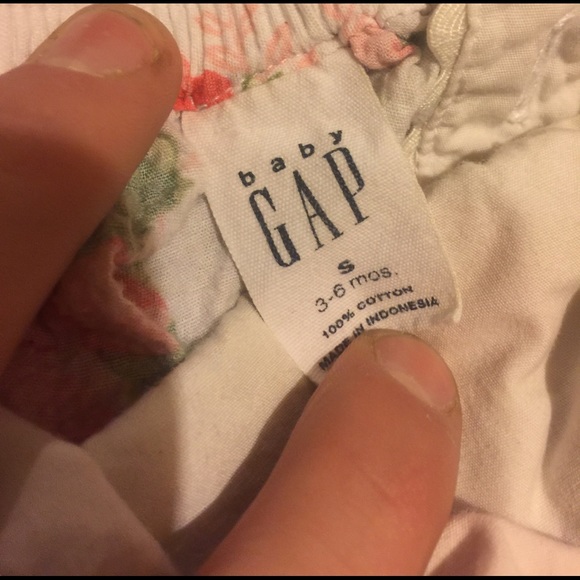 baby
GAP
S
3-6 mos.
100% COTTON
MADE IN INDONESIA